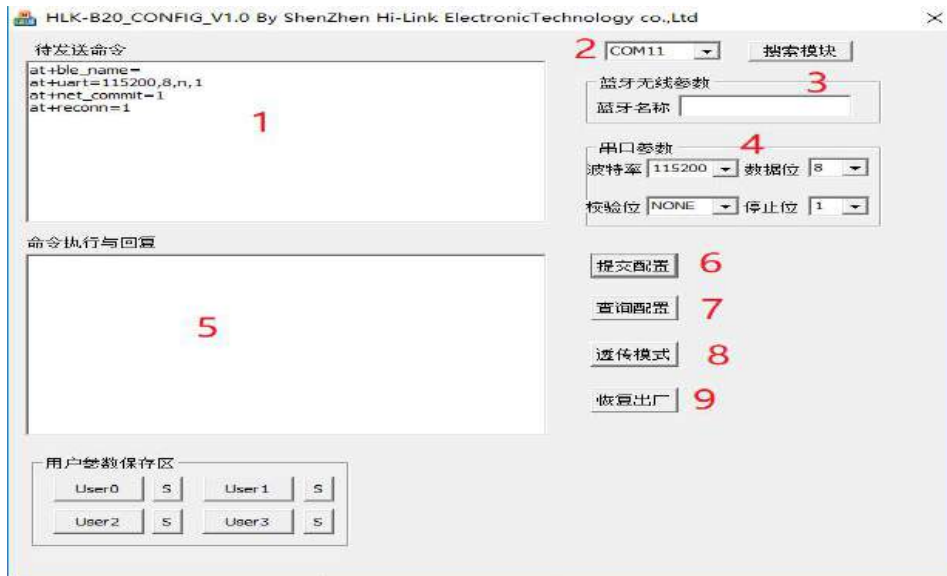 HLK-B20_CONFIG_V1.0 By ShenZhen Hi-Link ElectronicTechnology co.,Ltd
待发送命令
at+ble_name=
at+uart=115200,8,n,1
at+net_commit=1
at+reconn=1
1
2 COM11 搜索模块
蓝牙无线参数 3
蓝牙名称
串口参数 4
波特率 115200 数据位 8
校验位 NONE 停止位 1
命令执行与回复
5
提交配置 6
查询配置 7
透传模式 8
恢复出厂 9
用户参数保存区
User0 S User1 S
User2 S User3 S